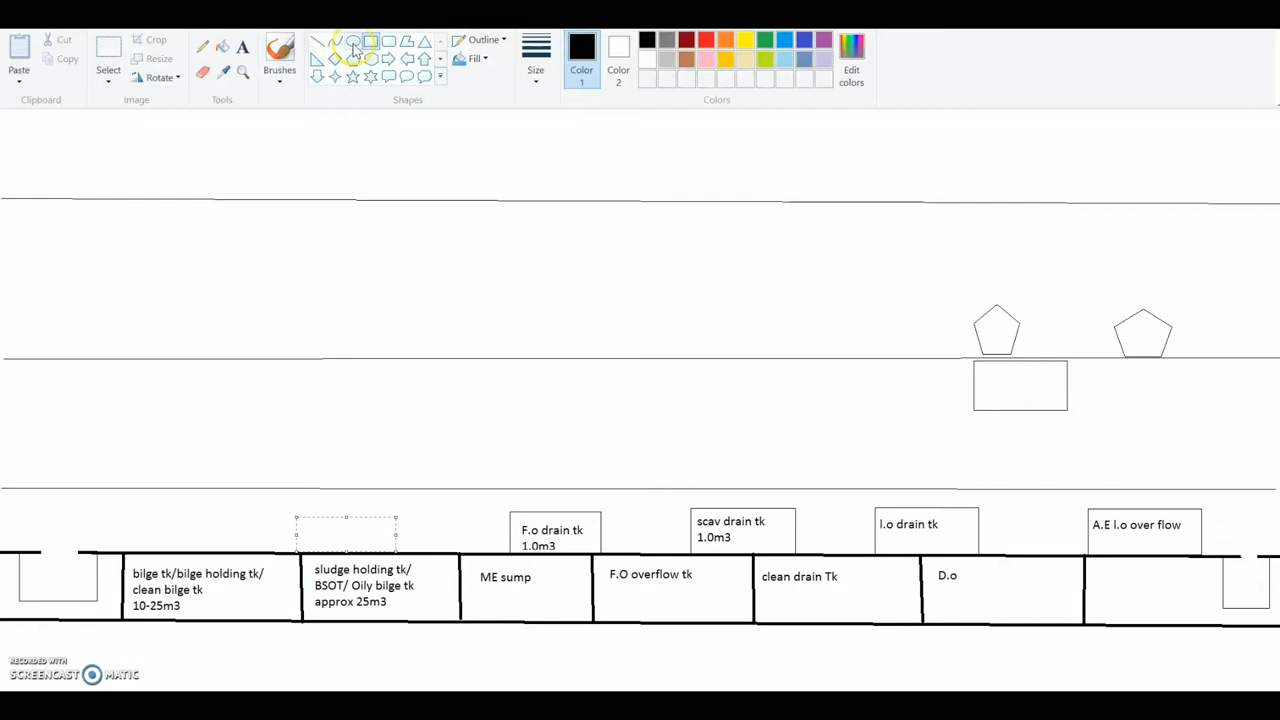 Cut
Copy
Paste
Clipboard
Select
Crop
Resize
Rotate
Image
A
Tools
Brushes
Shapes
Outline
Fill
Size
Color
1
Color
2
Colors
Edit
colors
F.o drain tk
1.0m3
scav drain tk
1.0m3
l.o drain tk
A.E l.o over flow
bilge tk/bilge holding tk/
clean bilge tk
10-25m3
sludge holding tk/
BSOT/ Oily bilge tk
approx 25m3
ME sump
F.O overflow tk
clean drain Tk
D.o
RECORDED WITH
SCREENCAST MATIC